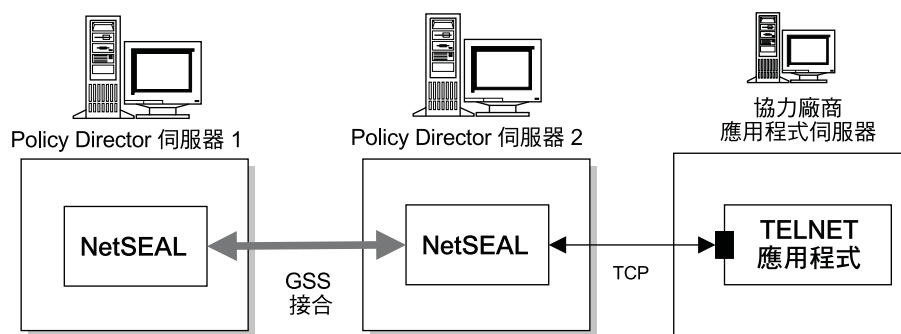 Policy Director 伺服器 1
Policy Director 伺服器 2
協力廠商
應用程式伺服器
NetSEAL
GSS
接合
NetSEAL
TCP
TELNET
應用程式